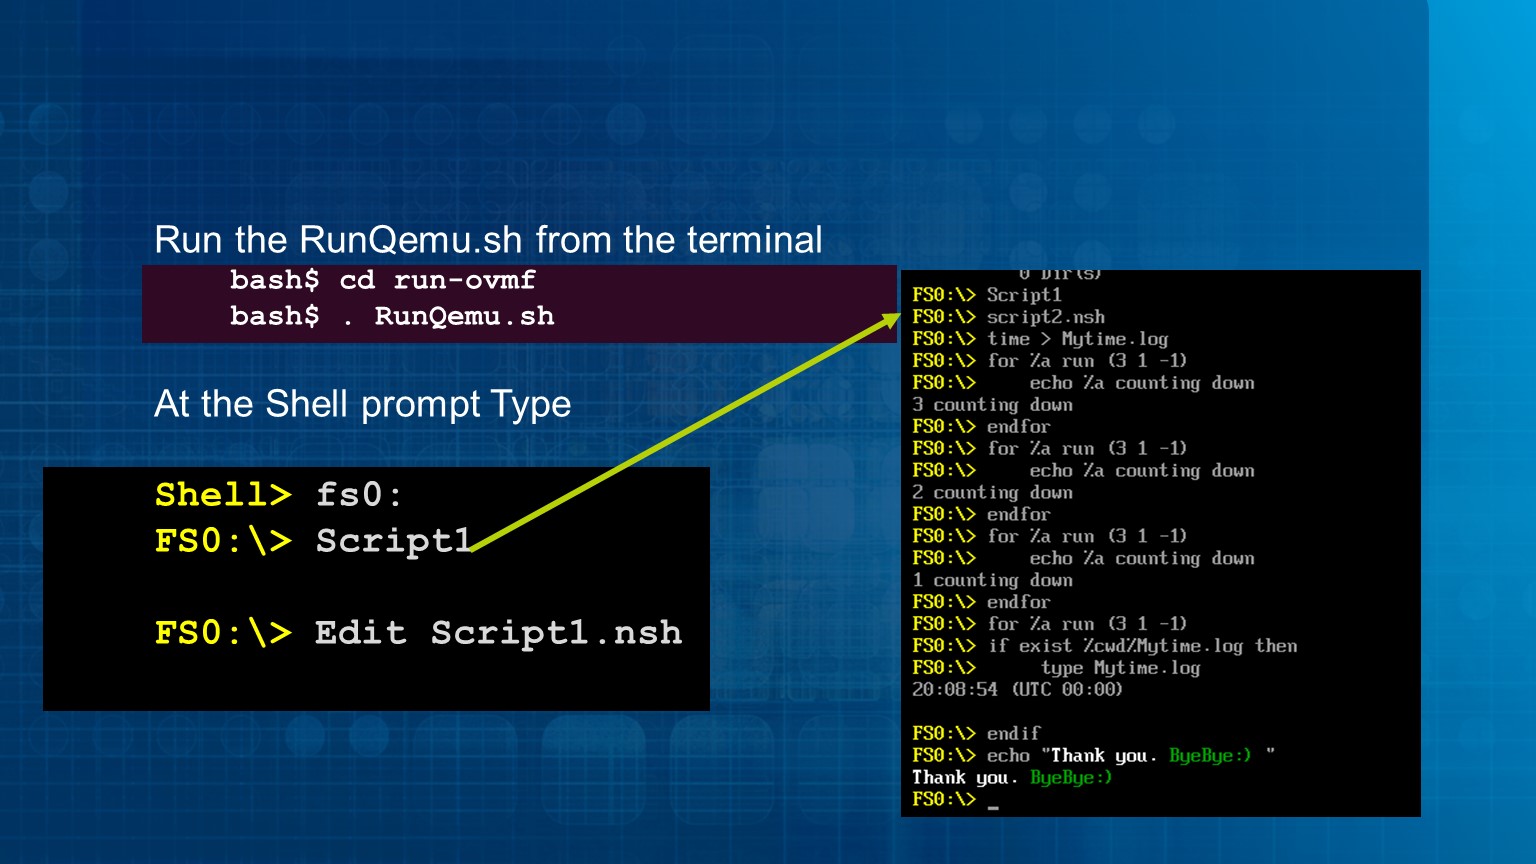 Run the RunQemu.sh from the terminal
bash$ cd run-ovmf
bash$ . RunQemu.sh
At the Shell prompt Type
Shell> fs0:
FS0:\> Script1
FS0:\> Edit Script1.nsh
0 Dir(s)
FS0:\> Script1
FS0:\> script2.nsh
FS0:\> time > Mytime.log
FS0:\> for %a run (3 1 -1)
FS0:\>     echo %a counting down
3 counting down
FS0:\> endfor
FS0:\> for %a run (3 1 -1)
FS0:\>     echo %a counting down
2 counting down
FS0:\> endfor
FS0:\> for %a run (3 1 -1)
FS0:\>     echo %a counting down
1 counting down
FS0:\> endfor
FS0:\> for %a run (3 1 -1)
FS0:\> if exist %cwd%Mytime.log then
FS0:\>      type Mytime.log
20:08:54 (UTC 00:00)
FS0:\> endif
FS0:\> echo "Thank you. ByeBye:) "
Thank you. ByeBye:)
FS0:\> _